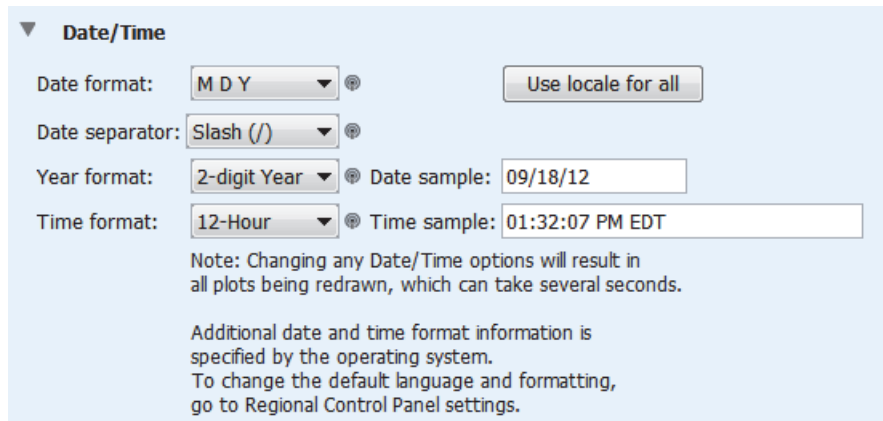 Date/Time
Date format: M D Y Use locale for all
Date separator: Slash (/)
Year format: 2-digit Year Date sample: 09/18/12
Time format: 12-Hour Time sample: 01:32:07 PM EDT
Note: Changing any Date/Time options will result in
all plots being redrawn, which can take several seconds.
Additional date and time format information is
specified by the operating system.
To change the default language and formatting,
go to Regional Control Panel settings.